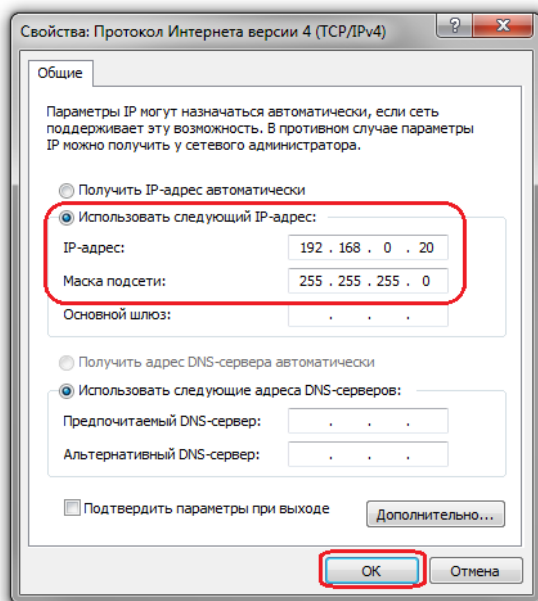 Свойства: Протокол Интернета версии 4 (TCP/IPv4)
Общие
Параметры IP могут назначаться автоматически, если сеть
поддерживает эту возможность. В противном случае параметры
IP можно получить у сетевого администратора.
Получить IP-адрес автоматически
Использовать следующий IP-адрес:
IP-адрес: 192 . 168 . 0 . 20
Маска подсети: 255 . 255 . 255 . 0
Основной шлюз: . . .
Получить адрес DNS-сервера автоматически
Использовать следующие адреса DNS-серверов:
Предпочитаемый DNS-сервер: . . .
Альтернативный DNS-сервер: . . .
Подтвердить параметры при выходе
Дополнительно...
ОК Отмена